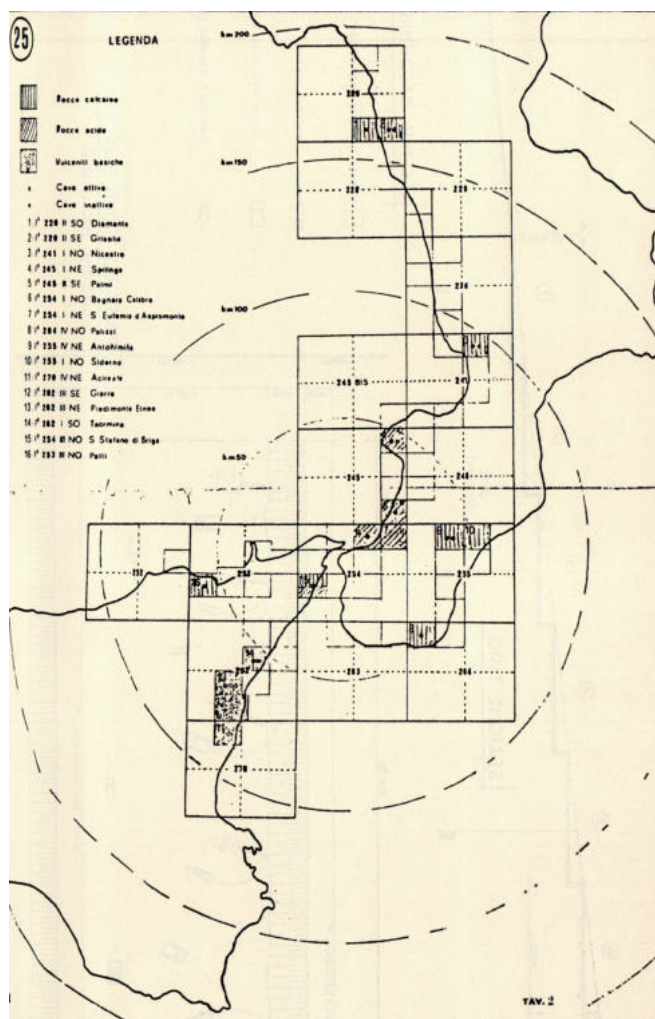 25
LEGENDA
Rocce calcaree
Rocce acide
Vulcaniti basiche
Cave attive
Cave inattive
1 : f° 220 II SO Diamante
2 : f° 220 II SE Grisolia
3 : f° 241 I NO Nicastro
4 : f° 245 I NE Spilinga
5 : f° 245 II SE Palmi
6 : f° 254 I NO Bagnara Calabra
7 : f° 254 I NE S. Eufemia d'Aspromonte
8 : f° 264 IV NO Palizzi
9 : f° 255 IV NE Antonimina
10 : f° 255 I NO Siderno
11 : f° 270 IV NE Acireale
12 : f° 262 III SE Giarre
13 : f° 262 III NE Piedimonte Etneo
14 : f° 262 I SO Taormina
15 : f° 254 III NO S Stefano di Briga
16 : f° 253 III NO Patti
km 200
km 150
km 100
km 50
220
228
229
236
243 BIS
241
245
246
252
253
254
255
262
263
264
270
TAV. 2